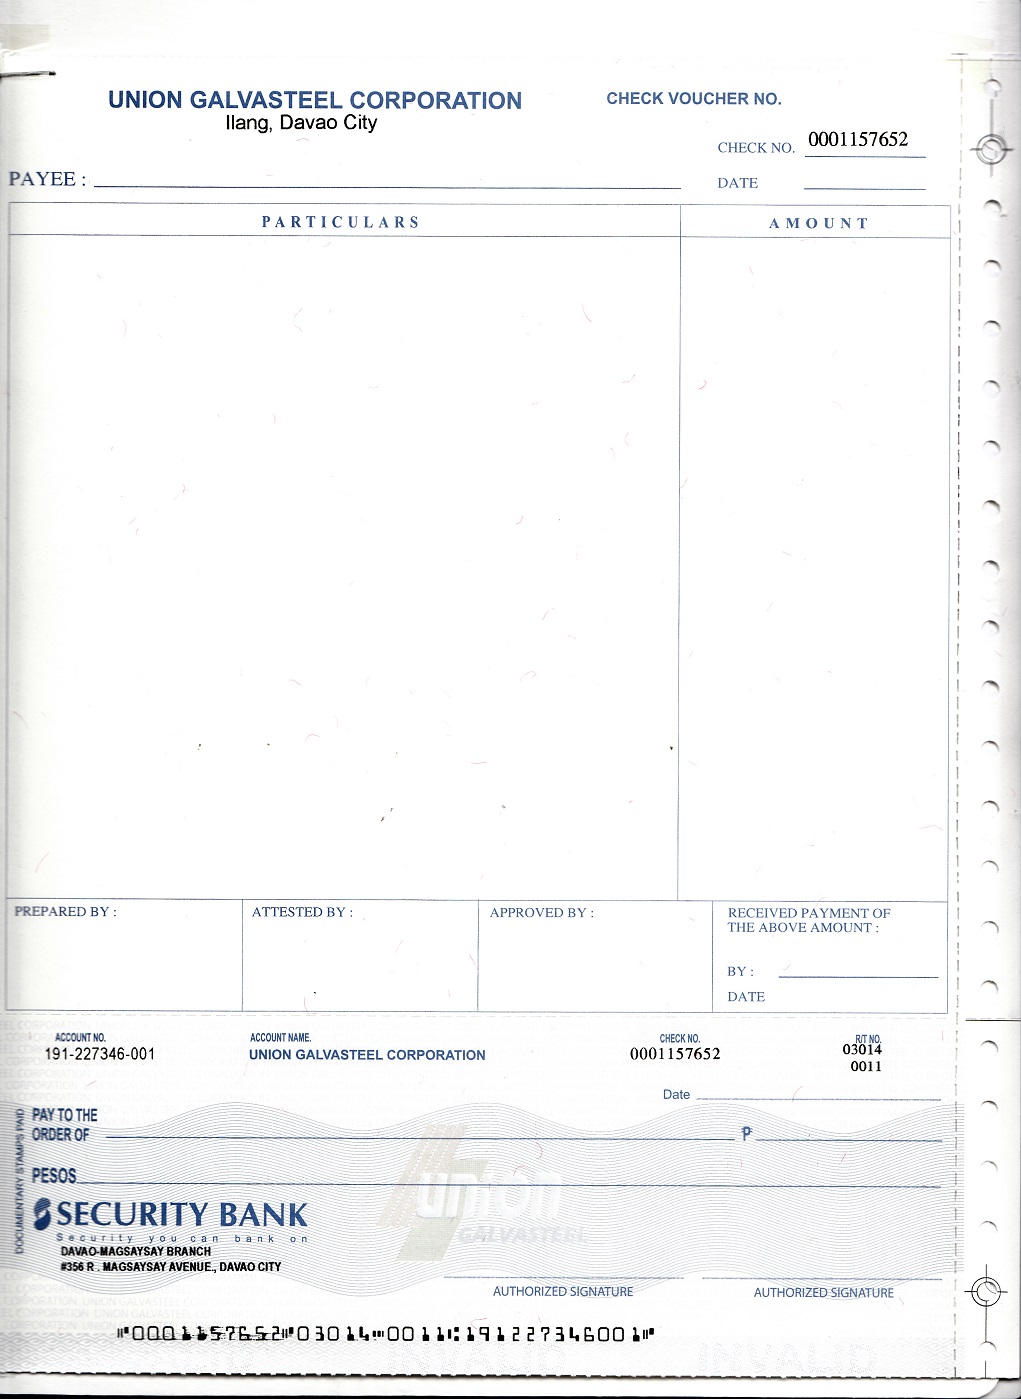 UNION GALVASTEEL CORPORATION
Ilang, Davao City
CHECK VOUCHER NO.
CHECK NO. 0001157652
PAYEE :
DATE
PARTICULARS AMOUNT
PREPARED BY :
ATTESTED BY :
APPROVED BY :
RECEIVED PAYMENT OF
THE ABOVE AMOUNT :
BY :
DATE
ACCOUNT NO.
191-227346-001
ACCOUNT NAME.
UNION GALVASTEEL CORPORATION
CHECK NO.
0001157652
R/T NO.
03014
0011
Date
DOCUMENTARY STAMPS PAID
PAY TO THE
ORDER OF
₱
PESOS
union
GALVASTEEL
SECURITY BANK
Security you can bank on
DAVAO-MAGSAYSAY BRANCH
#356 R . MAGSAYSAY AVENUE., DAVAO CITY
AUTHORIZED SIGNATURE
AUTHORIZED SIGNATURE
⑈0001157652⑈03014⑉0011⑆191227346001⑈
INVALID